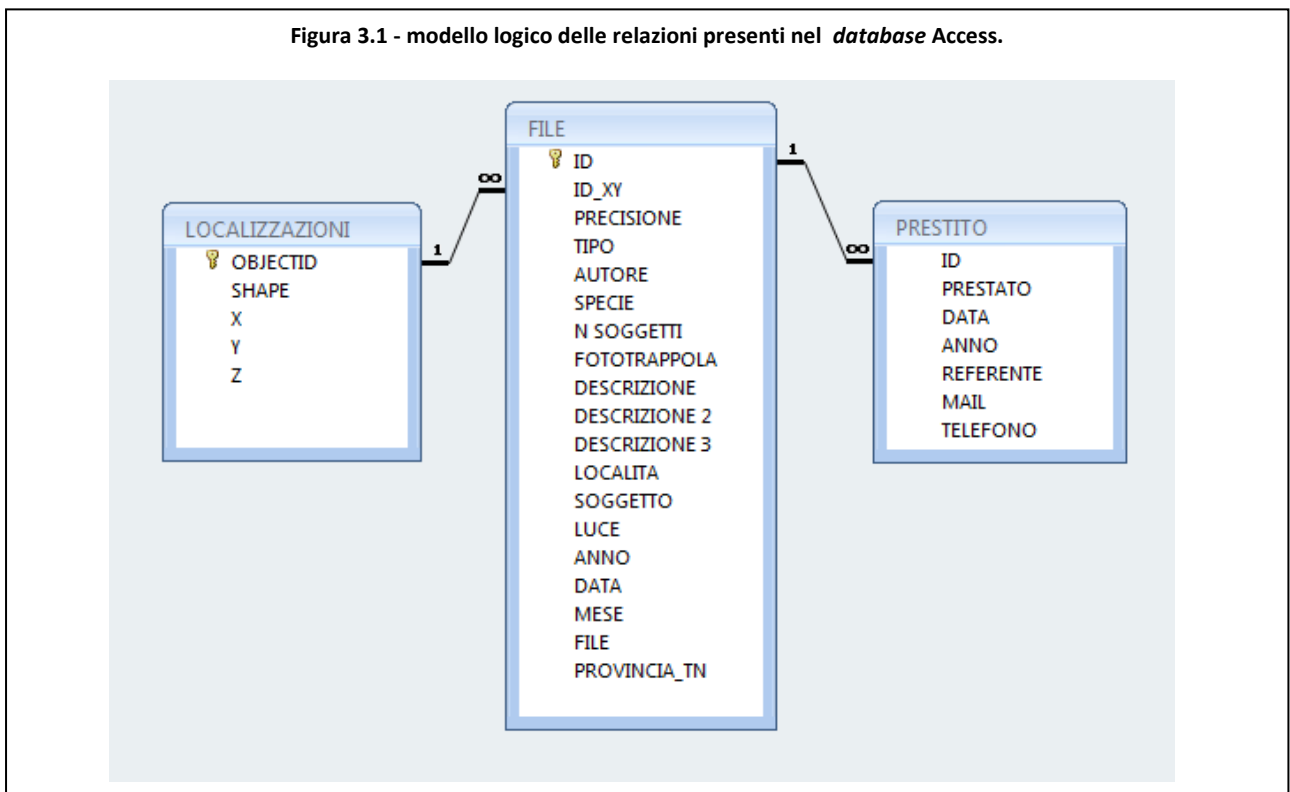 Figura 3.1 - modello logico delle relazioni presenti nel database Access.
LOCALIZZAZIONI
OBJECTID
SHAPE
X
Y
Z
1
∞
FILE
ID
ID_XY
PRECISIONE
TIPO
AUTORE
SPECIE
N SOGGETTI
FOTOTRAPPOLA
DESCRIZIONE
DESCRIZIONE 2
DESCRIZIONE 3
LOCALITA
SOGGETTO
LUCE
ANNO
DATA
MESE
FILE
PROVINCIA_TN
1
∞
PRESTITO
ID
PRESTATO
DATA
ANNO
REFERENTE
MAIL
TELEFONO